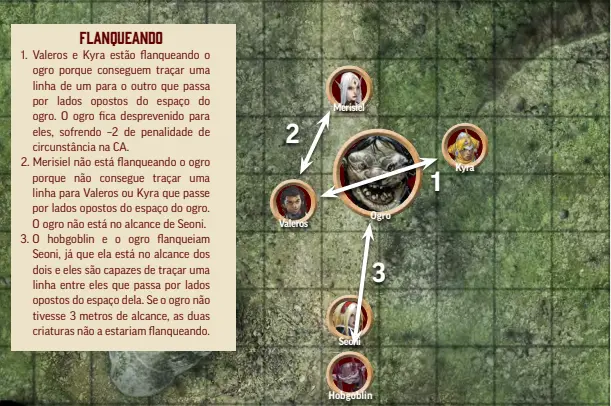 FLANQUEANDO
1. Valeros e Kyra estão flanqueando o
ogro porque conseguem traçar uma
linha de um para o outro que passa
por lados opostos do espaço do
ogro. O ogro fica desprevenido para
eles, sofrendo –2 de penalidade de
circunstância na CA.
2. Merisiel não está flanqueando o ogro
porque não consegue traçar uma
linha para Valeros ou Kyra que passe
por lados opostos do espaço do ogro.
O ogro não está no alcance de Seoni.
3. O hobgoblin e o ogro flanqueiam
Seoni, já que ela está no alcance dos
dois e eles são capazes de traçar uma
linha entre eles que passa por lados
opostos do espaço dela. Se o ogro não
tivesse 3 metros de alcance, as duas
criaturas não a estariam flanqueando.
Merisiel
2
Kyra
1
Ogro
Valeros
3
Seoni
Hobgoblin